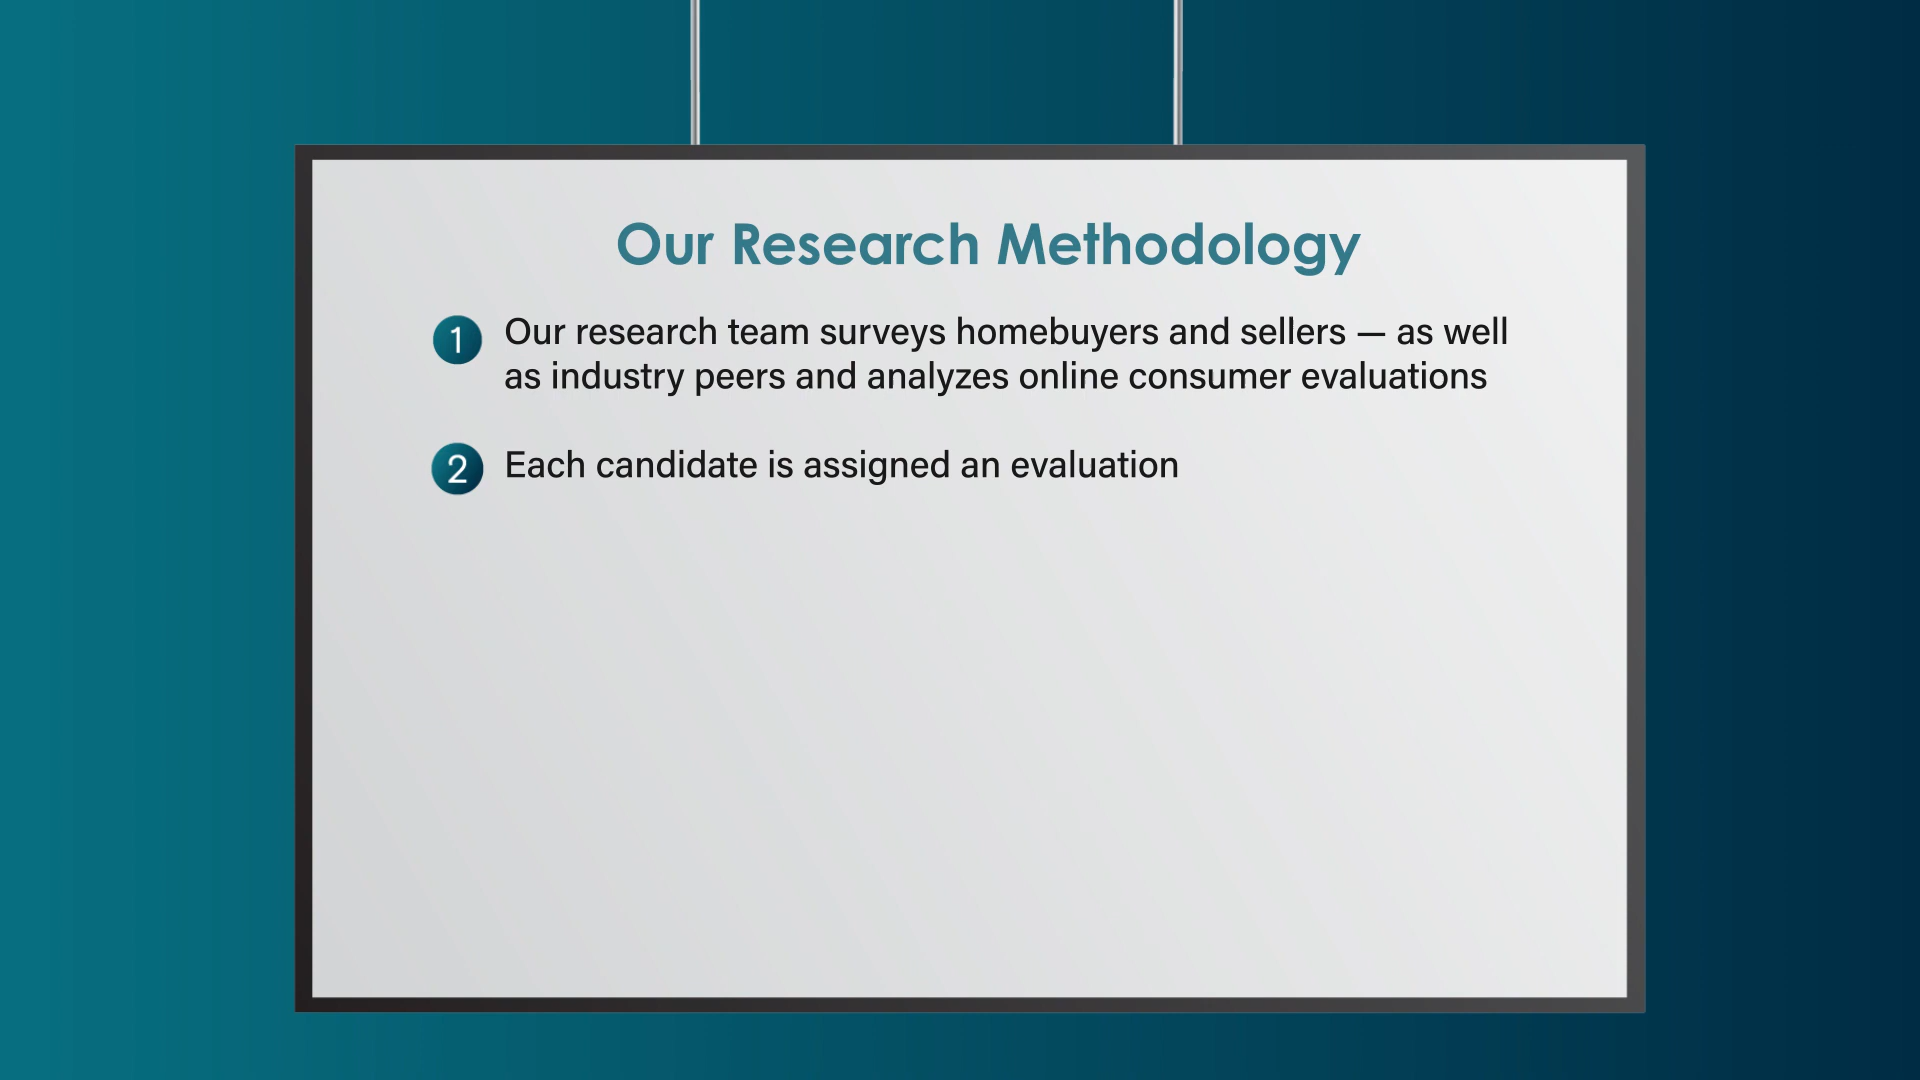 Our Research Methodology
1 Our research team surveys homebuyers and sellers — as well
as industry peers and analyzes online consumer evaluations
2 Each candidate is assigned an evaluation